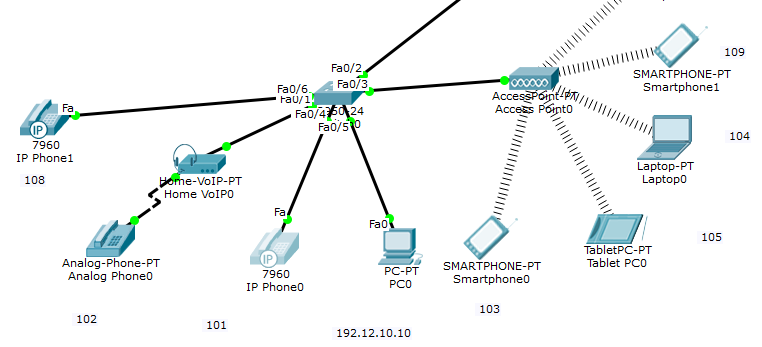 Fa0/2
Fa0/3
Fa0/6
Fa0/1
Fa0/4
Fa0/5
Fa
7960
IP Phone1
108
Home-VoIP-PT
Home VoIP0
Analog-Phone-PT
Analog Phone0
102
101
Fa
7960
IP Phone0
Fa0
PC-PT
PC0
192.12.10.10
AccessPoint-PT
Access Point0
SMARTPHONE-PT
Smartphone1
109
Laptop-PT
Laptop0
104
TabletPC-PT
Tablet PC0
105
SMARTPHONE-PT
Smartphone0
103